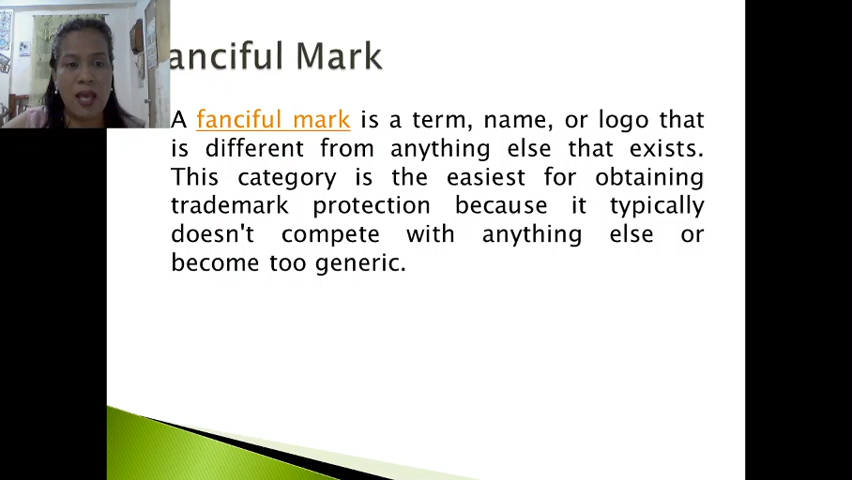 anciful Mark
A fanciful mark is a term, name, or logo that
is different from anything else that exists.
This category is the easiest for obtaining
trademark protection because it typically
doesn't compete with anything else or
become too generic.